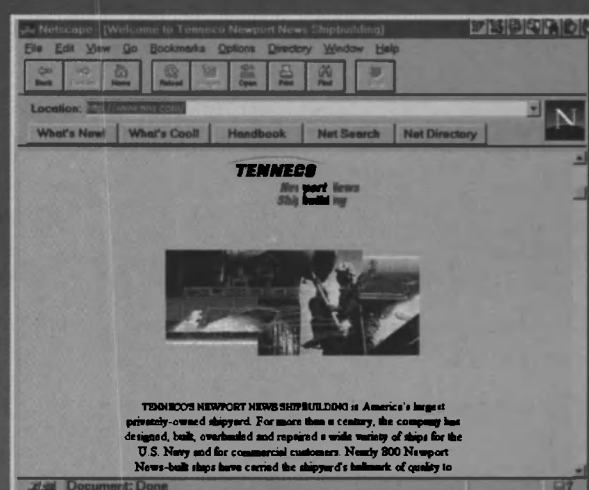 Netscape - [Welcome to Tenneco Newport News Shipbuilding]
File Edit View Go Bookmarks Options Directory Window Help
Back Home Reload Open Print Find
Location:
What's New! What's Cool! Handbook Net Search Net Directory
N
TENNECO
Newport News
Shipbuilding
TENNECO'S NEWPORT NEWS SHIPBUILDING is America's largest
privately-owned shipyard. For more than a century, the company has
designed, built, overhauled and repaired a wide variety of ships for the
U.S. Navy and for commercial customers. Nearly 800 Newport
News-built ships have carried the shipyard's hallmark of quality to
Document: Done